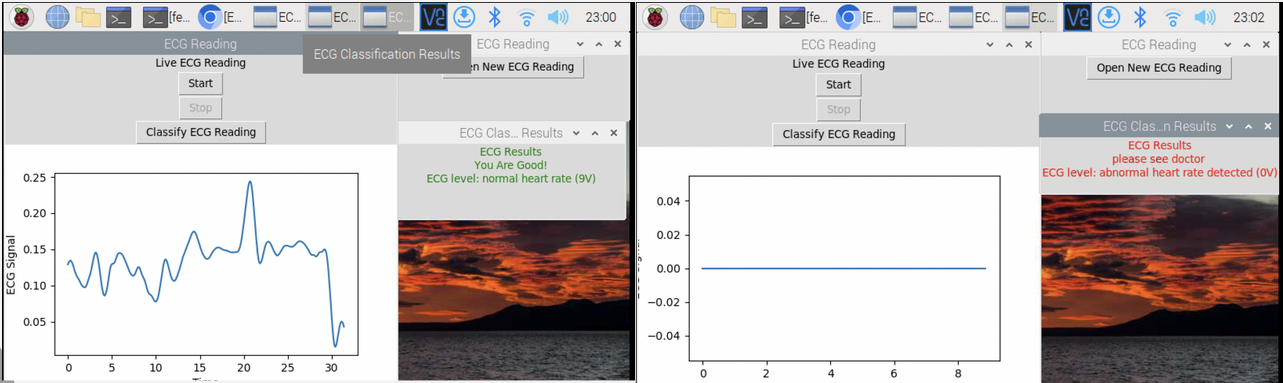 [fe...
[E...
EC...
EC...
EC...
V2
23:00
ECG Reading
ECG Classification Results
ECG Reading
Live ECG Reading
Start
Stop
Classify ECG Reading
en New ECG Reading
ECG Clas... Results
ECG Results
You Are Good!
ECG level: normal heart rate (9V)
0.25
0.20
0.15
0.10
0.05
ECG Signal
0
5
10
15
20
25
30
[fe...
[E...
EC...
EC...
EC...
V2
23:02
ECG Reading
ECG Reading
Live ECG Reading
Start
Stop
Classify ECG Reading
Open New ECG Reading
ECG Clas...n Results
ECG Results
please see doctor
ECG level: abnormal heart rate detected (0V)
0.04
0.02
0.00
−0.02
−0.04
0
2
4
6
8